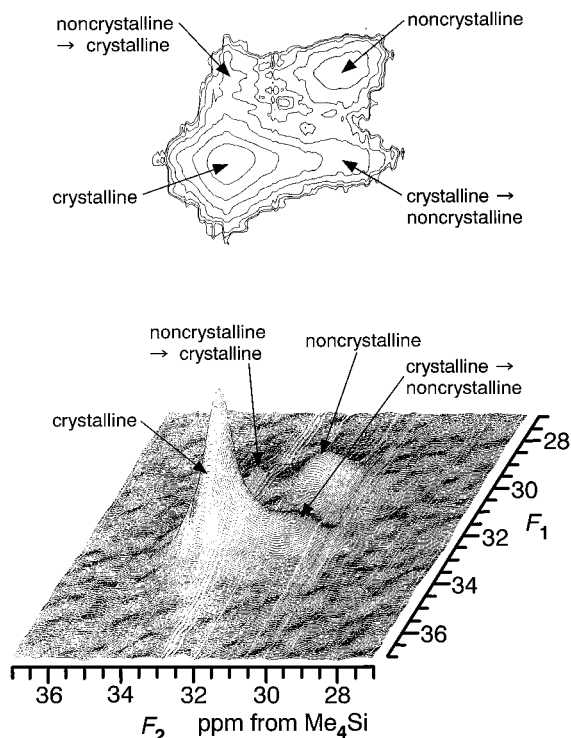 noncrystalline
→ crystalline
noncrystalline
crystalline
crystalline →
noncrystalline
noncrystalline
→ crystalline
noncrystalline
crystalline →
noncrystalline
crystalline
28
30
F1
32
34
36
36
34
32
30
28
F2 ppm from Me4Si